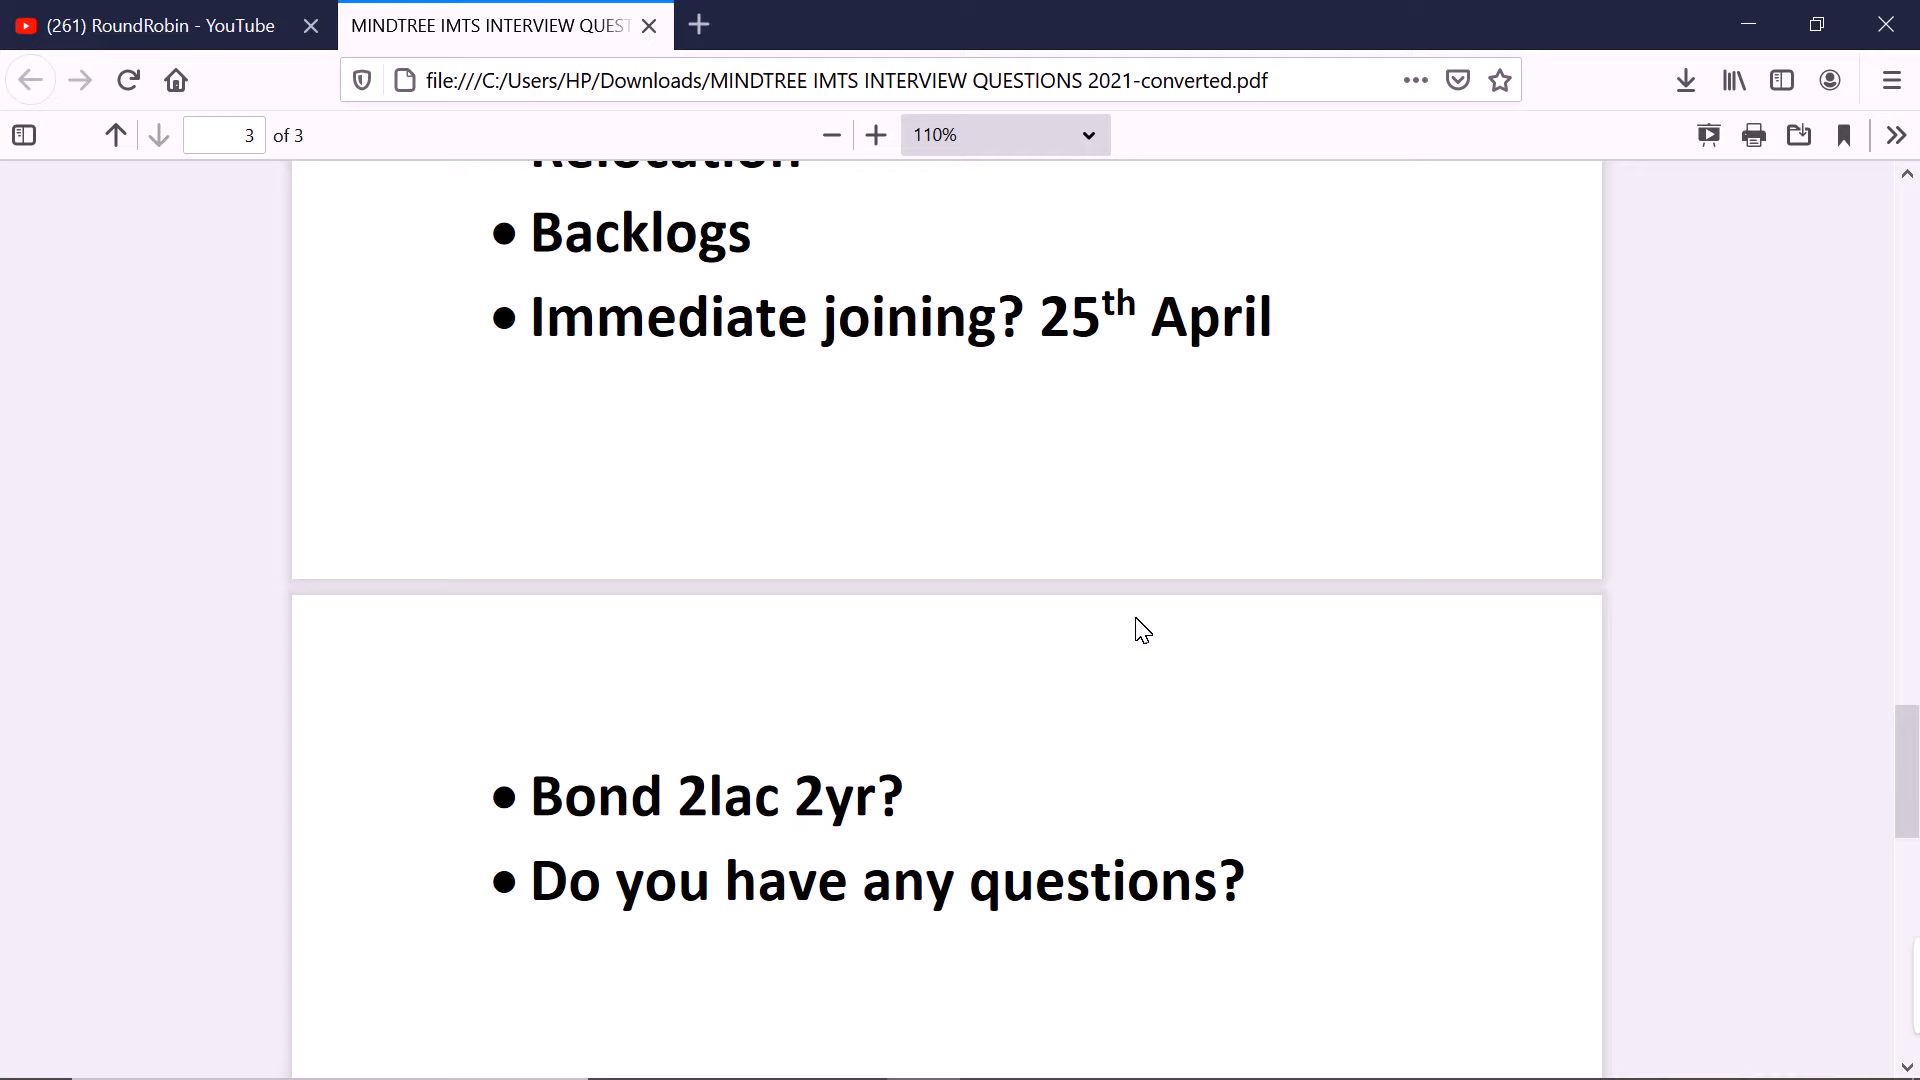 (261) RoundRobin - YouTube
MINDTREE IMTS INTERVIEW QUEST
file:///C:/Users/HP/Downloads/MINDTREE IMTS INTERVIEW QUESTIONS 2021-converted.pdf
3 of 3
110%
Relocation
• Backlogs
• Immediate joining? 25th April
• Bond 2lac 2yr?
• Do you have any questions?